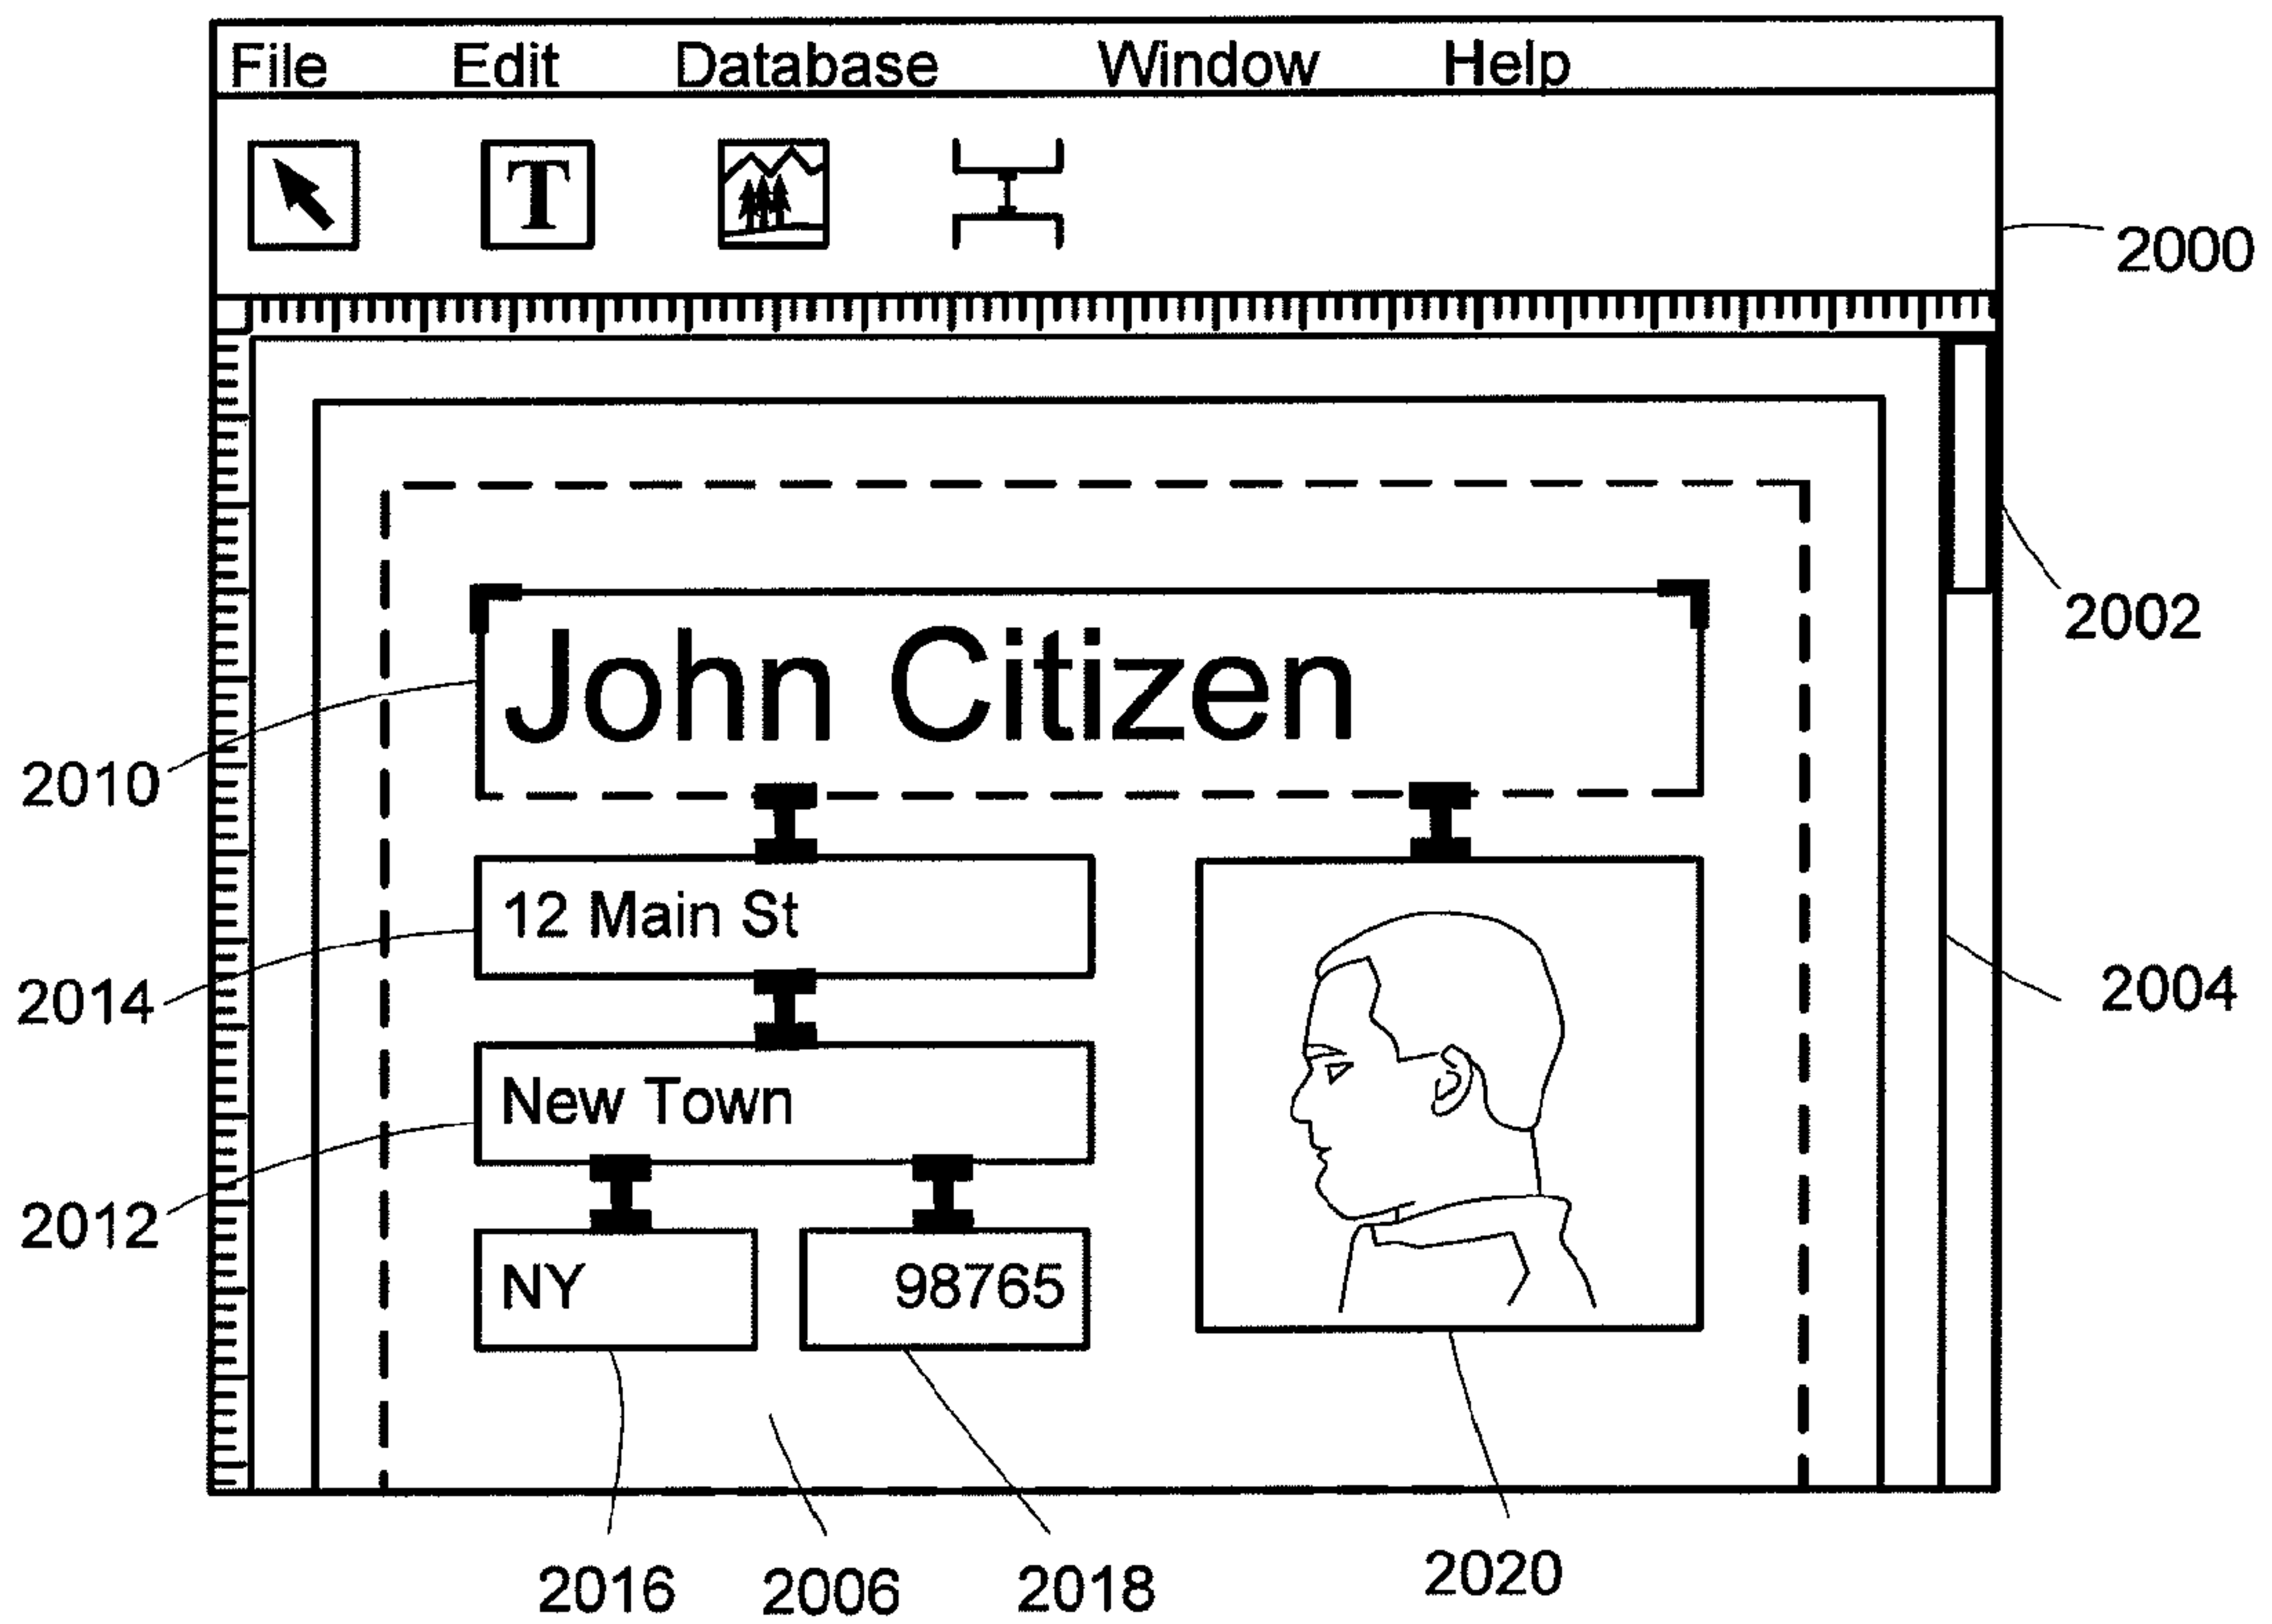 File Edit Database Window Help
T
2000
2002
John Citizen
2010
12 Main St
2014
2004
New Town
2012
NY 98765
2016 2006 2018 2020